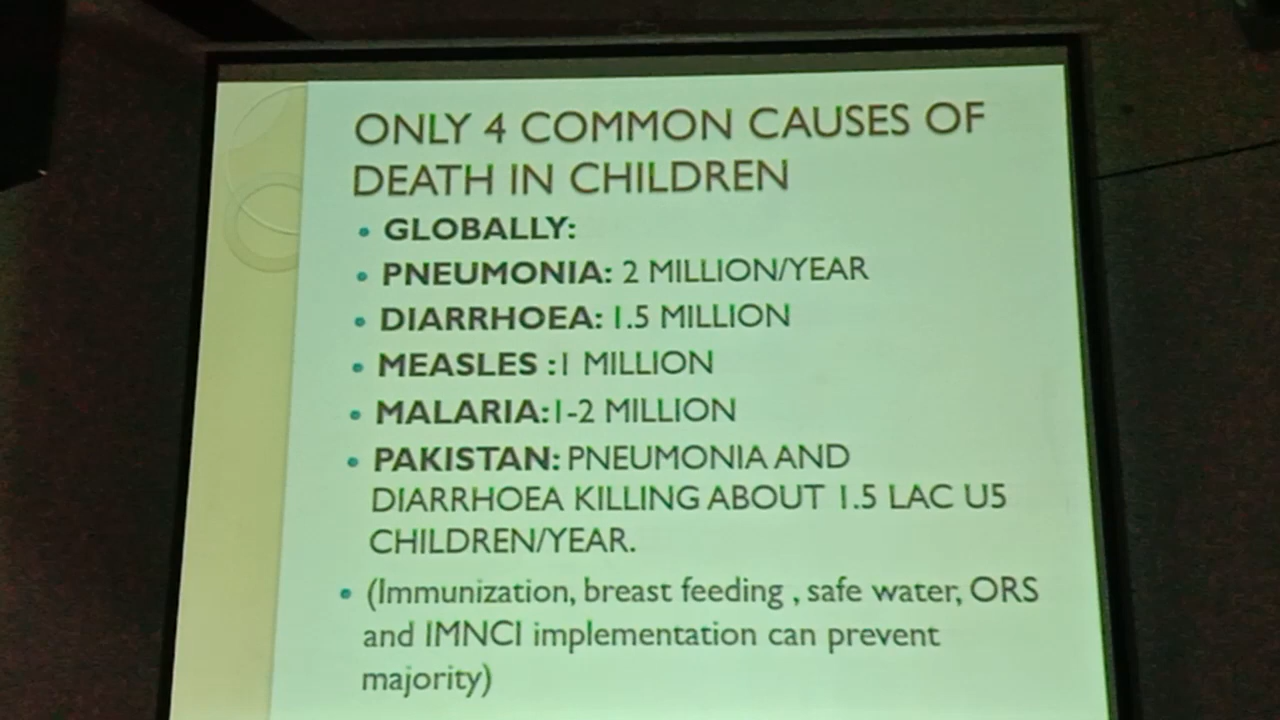 ONLY 4 COMMON CAUSES OF
DEATH IN CHILDREN
• GLOBALLY:
• PNEUMONIA: 2 MILLION/YEAR
• DIARRHOEA: 1.5 MILLION
• MEASLES :1 MILLION
• MALARIA:1-2 MILLION
• PAKISTAN: PNEUMONIA AND
DIARRHOEA KILLING ABOUT 1.5 LAC U5
CHILDREN/YEAR.
• (Immunization, breast feeding , safe water, ORS
and IMNCI implementation can prevent
majority)